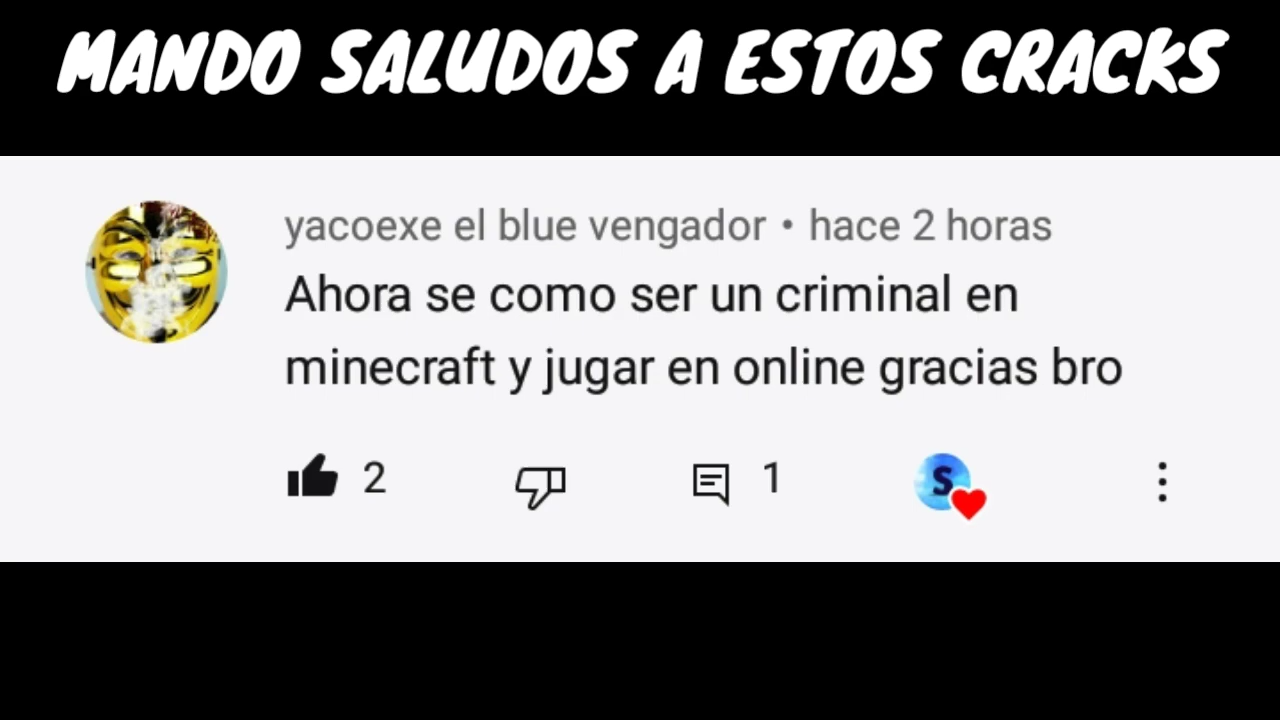 MANDO SALUDOS A ESTOS CRACKS
yacoexe el blue vengador • hace 2 horas
Ahora se como ser un criminal en
minecraft y jugar en online gracias bro
2 1 S